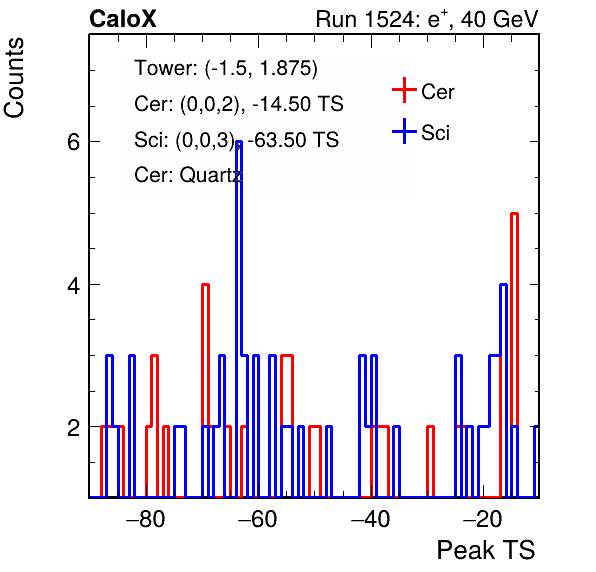 CaloX Run 1524: e⁺, 40 GeV
Counts
Tower: (-1.5, 1.875)
Cer: (0,0,2), -14.50 TS
Sci: (0,0,3), -63.50 TS
Cer: Quartz
Cer
Sci
6
4
2
−80 −60 −40 −20
Peak TS